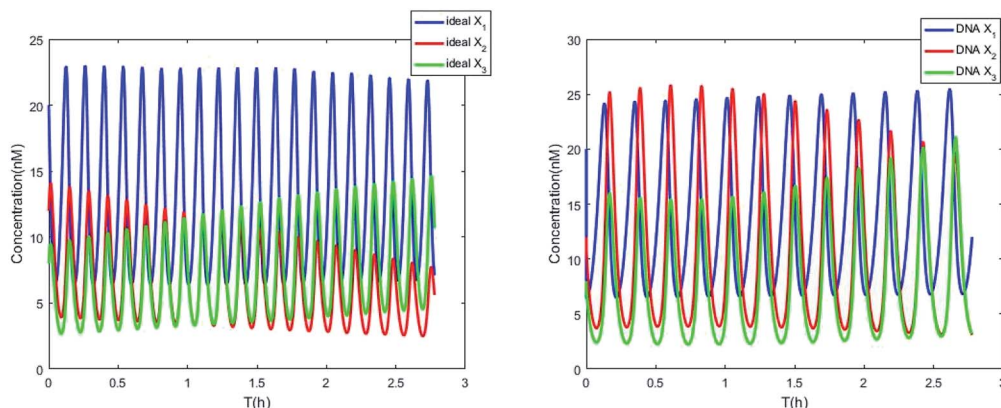 ideal X1
ideal X2
ideal X3
25
20
15
10
5
0
Concentration(nM)
0 0.5 1 1.5 2 2.5 3
T(h)
DNA X1
DNA X2
DNA X3
30
25
20
15
10
5
0
Concentration(nM)
0 0.5 1 1.5 2 2.5 3
T(h)